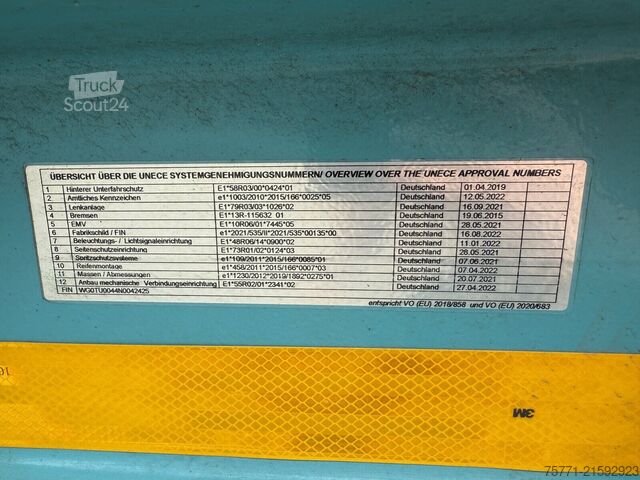 Truck
Scout24
ÜBERSICHT ÜBER DIE UNECE SYSTEMGENEHMIGUNGSNUMMERN/ OVERVIEW OVER THE UNECE APPROVAL NUMBERS
1 Hinterer Unterfahrschutz E1*58R03/00*0424*01 Deutschland 01.04.2019
2 Amtliches Kennzeichen e1*1003/2010*2015/166*0025*05 Deutschland 12.05.2022
3 Lenkanlage E1*79R03/03*1026*02 Deutschland 16.09.2021
4 Bremsen E1*13R-115632 01 Deutschland 19.06.2015
5 EMV E1*10R06/01*7445*05 Deutschland 28.05.2021
6 Fabrikschild / FIN e1*2021/535/II*2021/535*00135*00 Deutschland 16.08.2022
7 Beleuchtungs- / Lichtsignaleinrichtung E1*48R06/14*0900*02 Deutschland 11.01.2022
8 Seitenschutzeinrichtung E1*73R01/02*0124*03 Deutschland 28.05.2021
9 Spritzschutzsysteme e1*109/2011*2015/166*0085*01 Deutschland 07.06.2021
10 Reifenmontage e1*458/2011*2015/166*0007*03 Deutschland 07.04.2022
11 Massen / Abmessungen e1*1230/2012*2019/1892*0275*01 Deutschland 20.07.2021
12 Anbau mechanische Verbindungseinrichtung E1*55R02/01*2341*02 Deutschland 27.04.2022
FIN WG0TU0044N0042425
entspricht VO (EU) 2018/858 und VO (EU) 2020/683
3M
75771-21592923